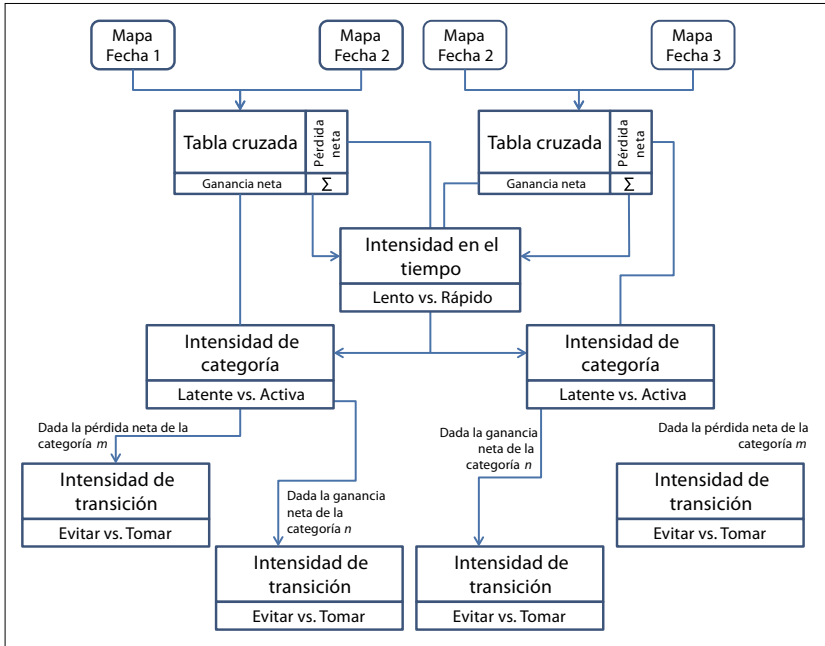 Mapa
Fecha 1
Mapa
Fecha 2
Mapa
Fecha 2
Mapa
Fecha 3
Tabla cruzada
Pérdida
neta
Ganancia neta
Σ
Tabla cruzada
Pérdida
neta
Ganancia neta
Σ
Intensidad en el
tiempo
Lento vs. Rápido
Intensidad de
categoría
Latente vs. Activa
Intensidad de
categoría
Latente vs. Activa
Dada la pérdida neta de la
categoría m
Intensidad de
transición
Evitar vs. Tomar
Dada la ganancia
neta de la
categoría n
Intensidad de
transición
Evitar vs. Tomar
Dada la ganancia
neta de la
categoría n
Intensidad de
transición
Evitar vs. Tomar
Dada la pérdida neta de la
categoría m
Intensidad de
transición
Evitar vs. Tomar